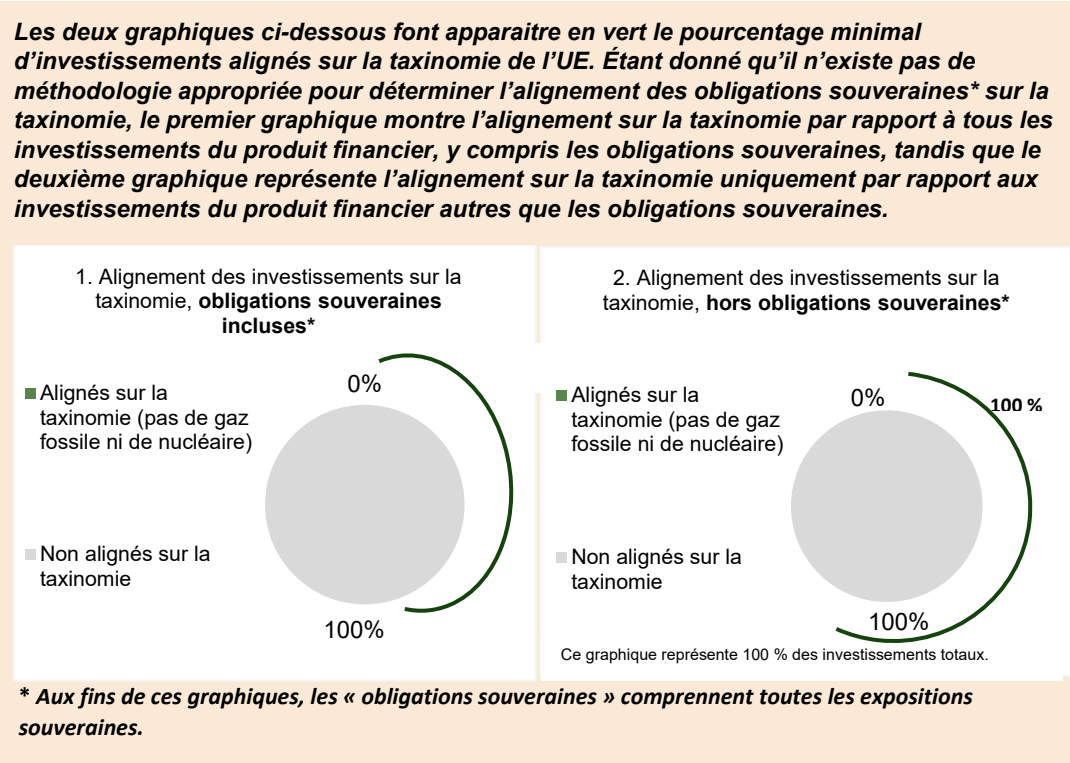 Les deux graphiques ci-dessous font apparaitre en vert le pourcentage minimal
d’investissements alignés sur la taxinomie de l’UE. Étant donné qu’il n’existe pas de
méthodologie appropriée pour déterminer l’alignement des obligations souveraines* sur la
taxinomie, le premier graphique montre l’alignement sur la taxinomie par rapport à tous les
investissements du produit financier, y compris les obligations souveraines, tandis que le
deuxième graphique représente l’alignement sur la taxinomie uniquement par rapport aux
investissements du produit financier autres que les obligations souveraines.
1. Alignement des investissements sur la
taxinomie, obligations souveraines
incluses*
0%
Alignés sur la
taxinomie (pas de gaz
fossile ni de nucléaire)
Non alignés sur la
taxinomie
100%
2. Alignement des investissements sur la
taxinomie, hors obligations souveraines*
0%
100 %
Alignés sur la
taxinomie (pas de gaz
fossile ni de nucléaire)
Non alignés sur la
taxinomie
100%
Ce graphique représente 100 % des investissements totaux.
* Aux fins de ces graphiques, les « obligations souveraines » comprennent toutes les expositions
souveraines.